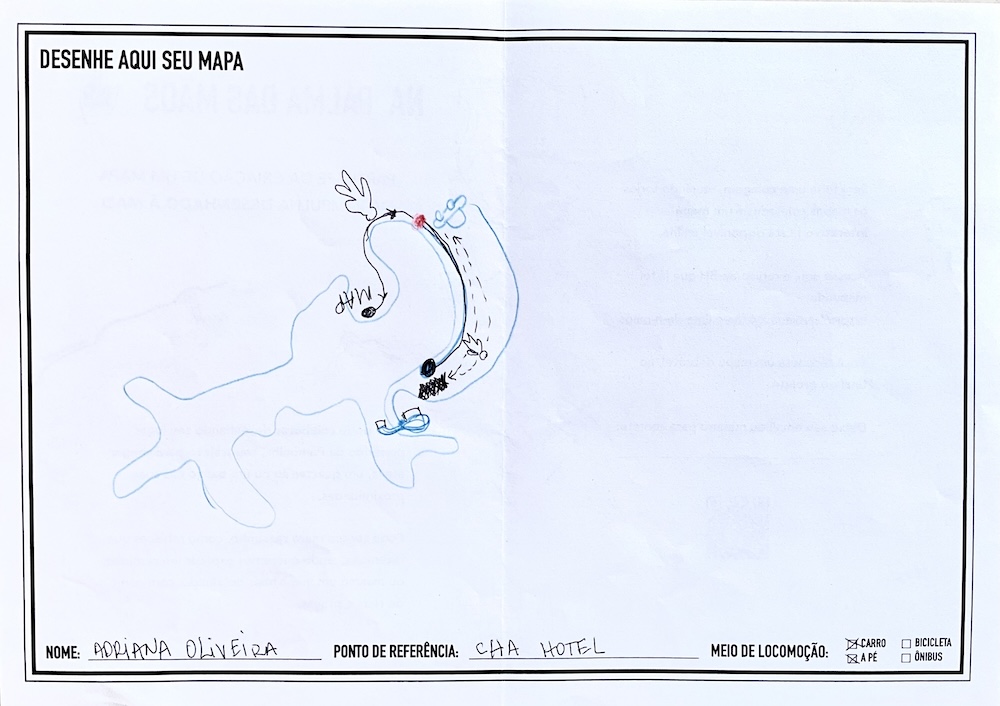 DESENHE AQUI SEU MAPA
MAP
NOME: ADRIANA OLIVEIRA PONTO DE REFERÊNCIA: CHA HOTEL MEIO DE LOCOMOÇÃO: CARRO BICICLETA
A PÉ ÔNIBUS